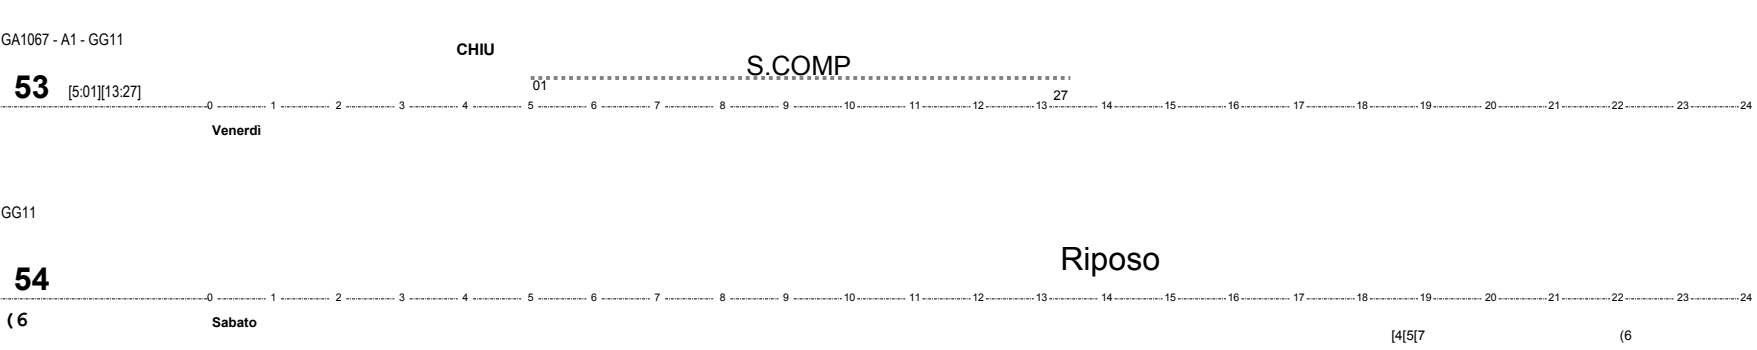 GA1067 - A1 - GG11
CHIU
S.COMP
53 [5:01][13:27]
01
27
0 1 2 3 4 5 6 7 8 9 10 11 12 13 14 15 16 17 18 19 20 21 22 23 24
Venerdì
GG11
Riposo
54
0 1 2 3 4 5 6 7 8 9 10 11 12 13 14 15 16 17 18 19 20 21 22 23 24
(6
Sabato
[4[5[7 (6